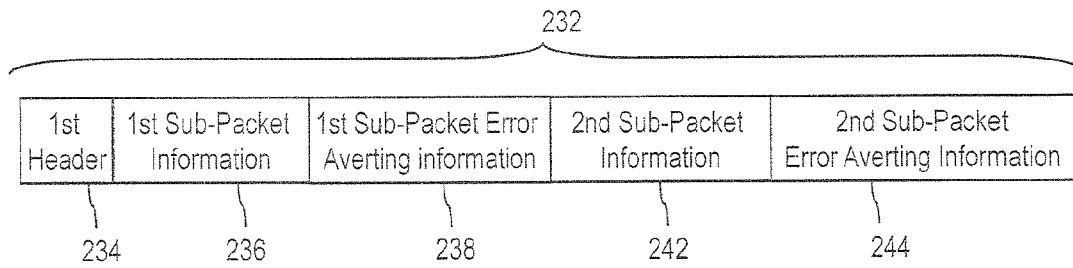 232
1st
Header
1st Sub-Packet
Information
1st Sub-Packet Error
Averting information
2nd Sub-Packet
Information
2nd Sub-Packet
Error Averting Information
234
236
238
242
244